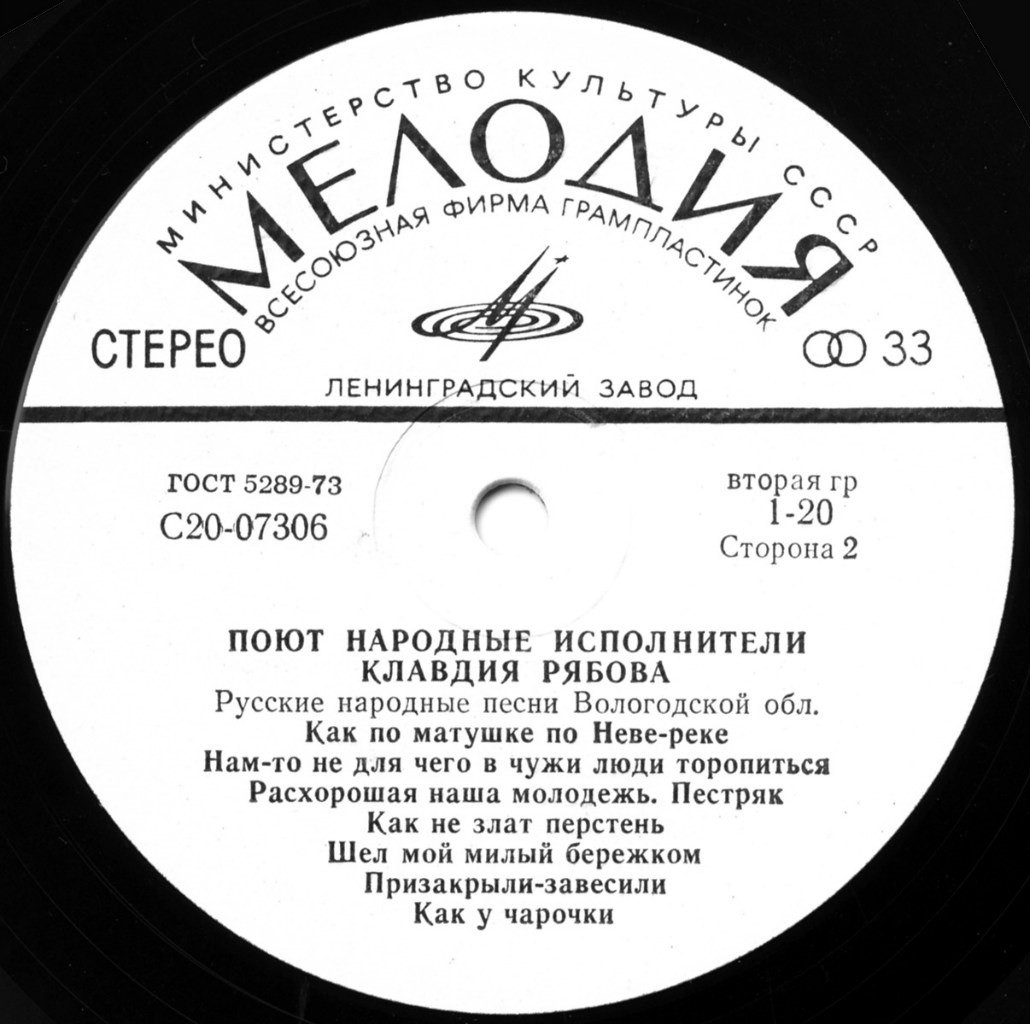 МИНИСТЕРСТВО КУЛЬТУРЫ СССР
МЕЛОДИЯ
ВСЕСОЮЗНАЯ ФИРМА ГРАМПЛАСТИНОК
СТЕРЕО
33
ЛЕНИНГРАДСКИЙ ЗАВОД
ГОСТ 5289-73
С20-07306
вторая гр
1-20
Сторона 2
ПОЮТ НАРОДНЫЕ ИСПОЛНИТЕЛИ
КЛАВДИЯ РЯБОВА
Русские народные песни Вологодской обл.
Как по матушке по Неве-реке
Нам-то не для чего в чужи люди торопиться
Расхорошая наша молодежь. Пестряк
Как не злат перстень
Шел мой милый бережком
Призакрыли-завесили
Как у чарочки